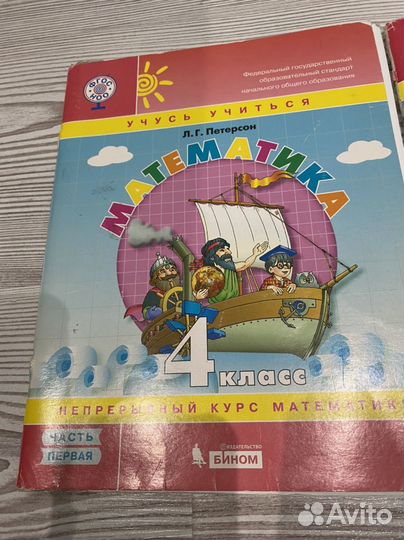 ФГОС
НОО
Федеральный государственный
образовательный стандарт
начального общего образования
УЧУСЬ УЧИТЬСЯ
Л. Г. Петерсон
МАТЕМАТИКА
4 класс
НЕПРЕРЫВНЫЙ КУРС МАТЕМАТИК
ЧАСТЬ
ПЕРВАЯ
ИЗДАТЕЛЬСТВО
БИНОМ
Avito